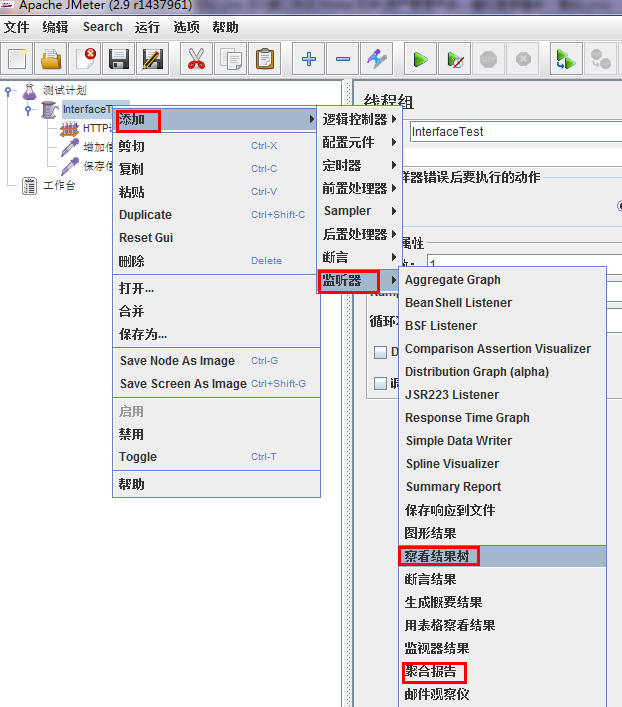 Apache JMeter (2.9 r1437961)
文件 编辑 Search 运行 选项 帮助
测试计划
InterfaceT
HTTP
增加
保存
工作台
添加
剪切 Ctrl-X
复制 Ctrl-C
粘贴 Ctrl-V
Duplicate Ctrl+Shift-C
Reset Gui
删除 Delete
打开...
合并
保存为...
Save Node As Image Ctrl-G
Save Screen As Image Ctrl+Shift-G
启用
禁用
Toggle Ctrl-T
帮助
逻辑控制器
配置元件
定时器
前置处理器
Sampler
后置处理器
断言
监听器
Aggregate Graph
BeanShell Listener
BSF Listener
Comparison Assertion Visualizer
Distribution Graph (alpha)
JSR223 Listener
Response Time Graph
Simple Data Writer
Spline Visualizer
Summary Report
保存响应到文件
图形结果
察看结果树
断言结果
生成概要结果
用表格察看结果
监视器结果
聚合报告
邮件观察仪
线程组
InterfaceTest
样器错误后要执行的动作
属性
1
循环